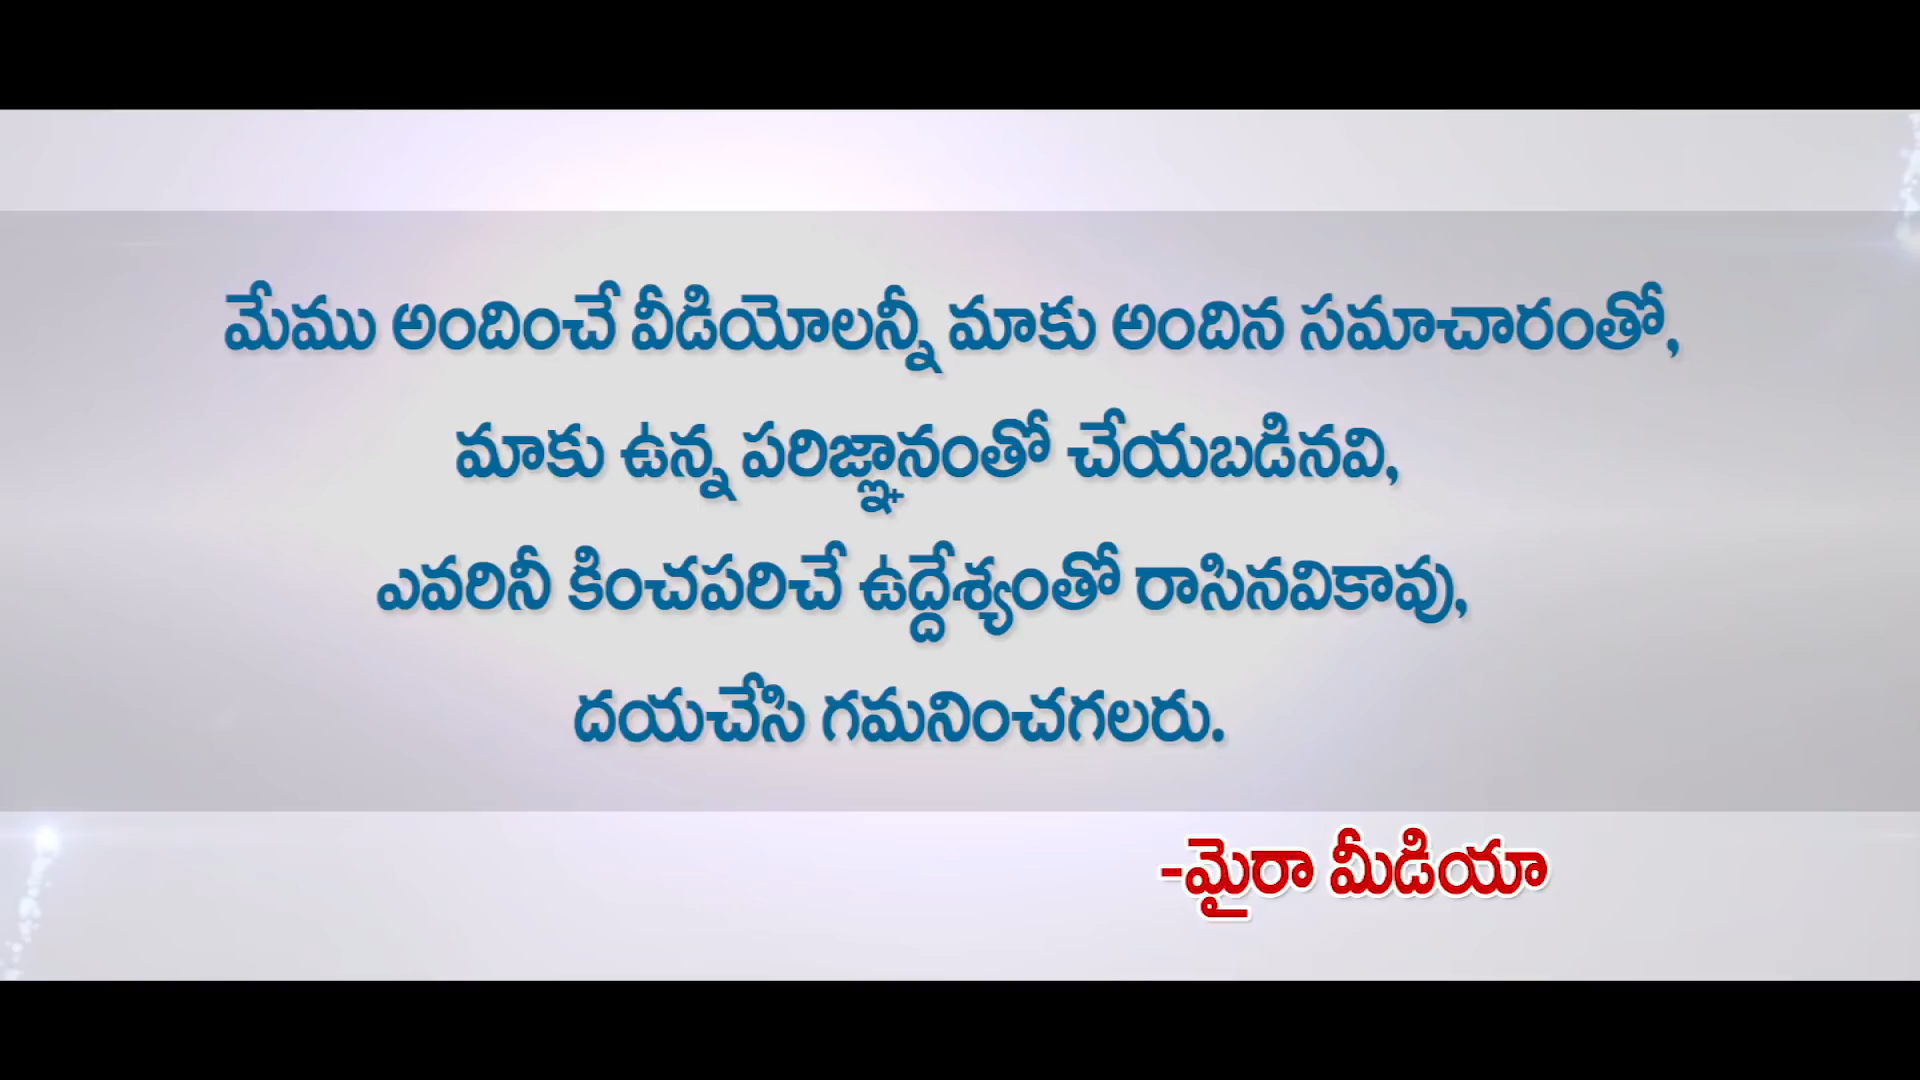 మేము అందించే వీడియోలన్నీ మాకు అందిన సమాచారంతో,
మాకు ఉన్న పరిజ్ఞానంతో చేయబడినవి,
ఎవరినీ కించపరిచే ఉద్దేశ్యంతో రాసినవికావు,
దయచేసి గమనించగలరు.
-మైరా మీడియా